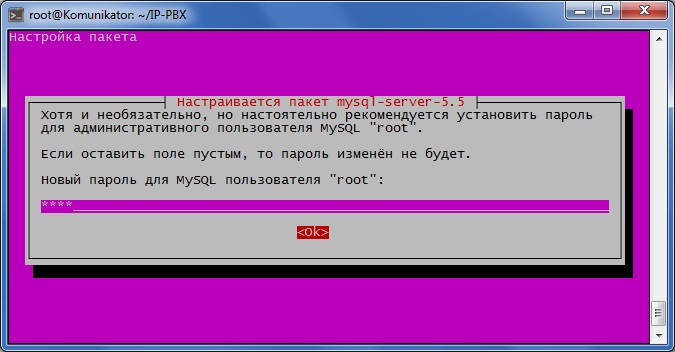 root@Komunikator: ~/IP-PBX
Настройка пакета
Настраивается пакет mysql-server-5.5
Хотя и необязательно, но настоятельно рекомендуется установить пароль
для административного пользователя MySQL "root".
Если оставить поле пустым, то пароль изменён не будет.
Новый пароль для MySQL пользователя "root":
****
<Ok>